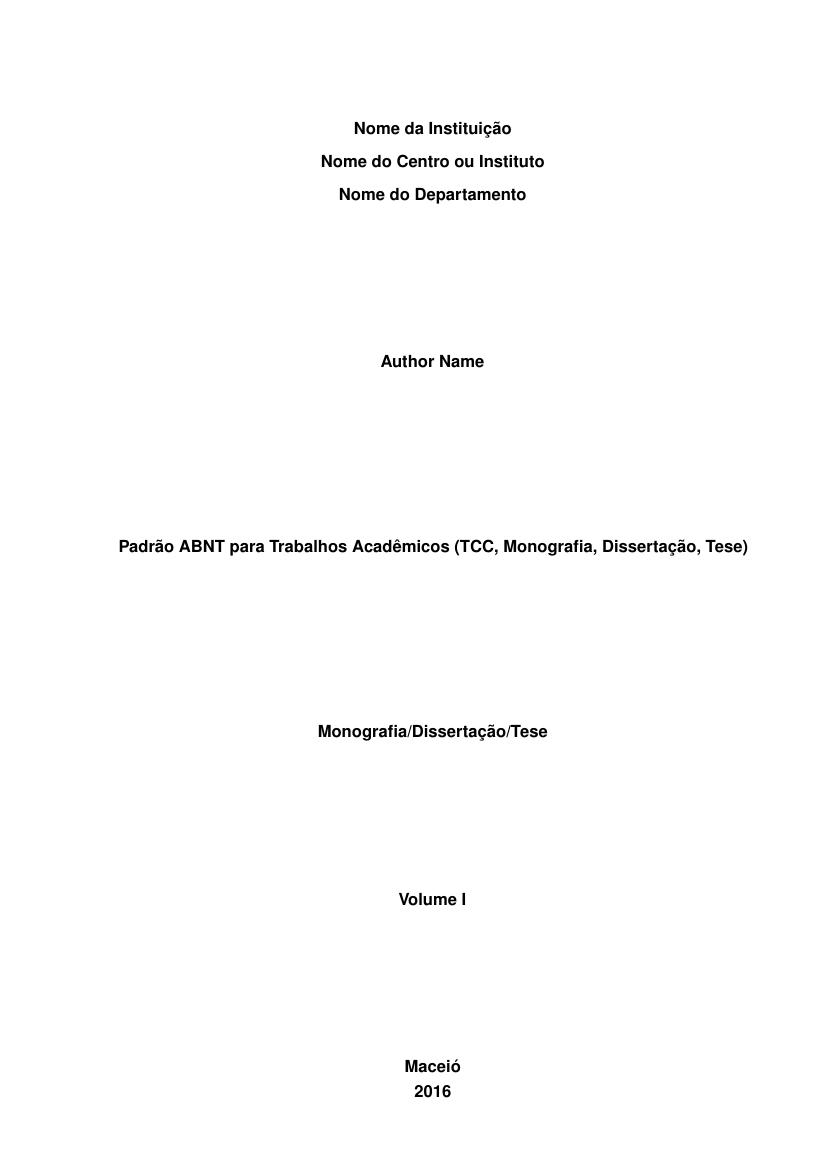 Nome da Instituição
Nome do Centro ou Instituto
Nome do Departamento
Author Name
Padrão ABNT para Trabalhos Acadêmicos (TCC, Monografia, Dissertação, Tese)
Monografia/Dissertação/Tese
Volume I
Maceió
2016